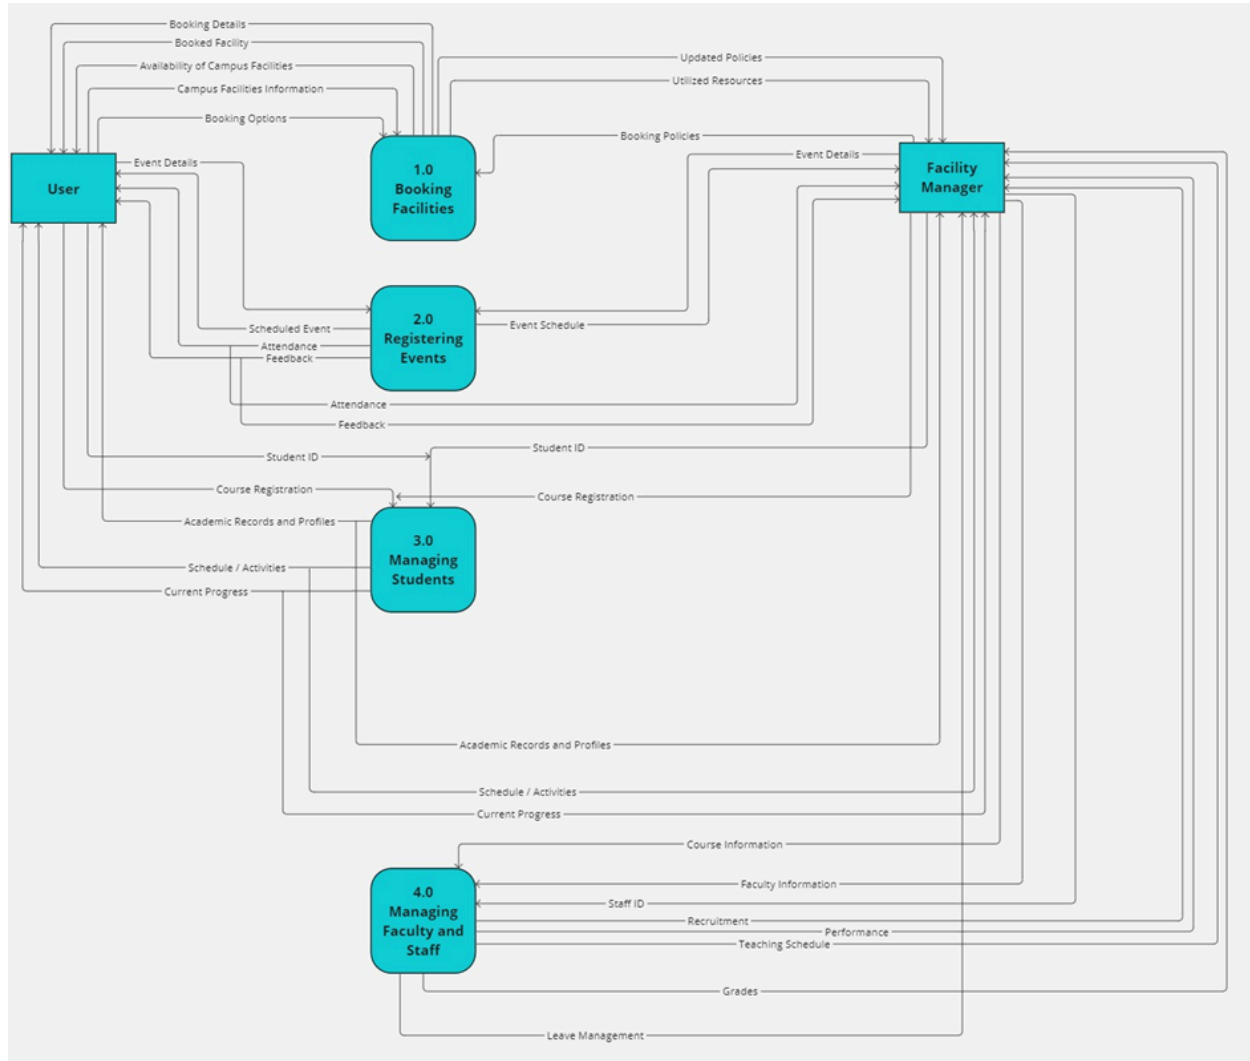 Booking Details
Booked Facility
Updated Policies
Availability of Campus Facilities
Utilized Resources
Campus Facilities Information
Booking Options
Booking Policies
Event Details
Event Details
User
1.0
Booking
Facilities
Facility
Manager
2.0
Registering
Events
Scheduled Event
Event Schedule
Attendance
Feedback
Attendance
Feedback
Student ID
Student ID
Course Registration
Course Registration
Academic Records and Profiles
3.0
Managing
Students
Schedule / Activities
Current Progress
Academic Records and Profiles
Schedule / Activities
Current Progress
Course Information
4.0
Managing
Faculty and
Staff
Faculty Information
Staff ID
Recruitment
Performance
Teaching Schedule
Grades
Leave Management